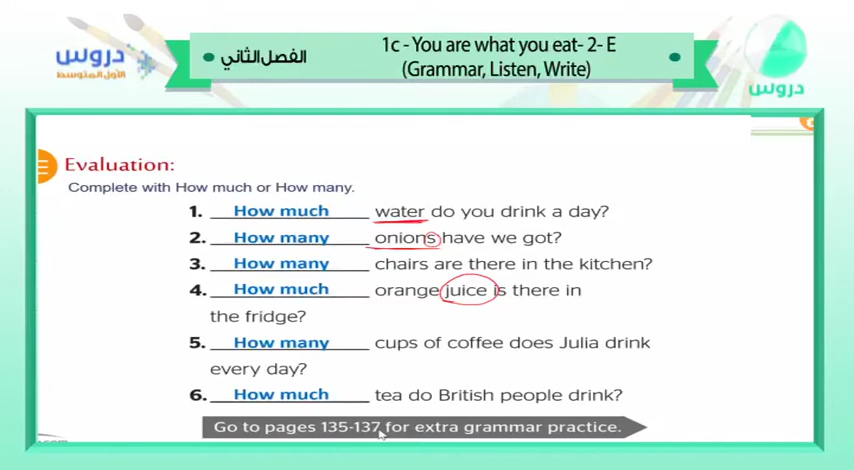 دروس
الأول المتوسط
الفصل الثاني
1c - You are what you eat- 2- E
(Grammar, Listen, Write)
دروس
Evaluation:
Complete with How much or How many.
1. How much water do you drink a day?
2. How many onions have we got?
3. How many chairs are there in the kitchen?
4. How much orange juice is there in
the fridge?
5. How many cups of coffee does Julia drink
every day?
6. How much tea do British people drink?
Go to pages 135-137 for extra grammar practice.